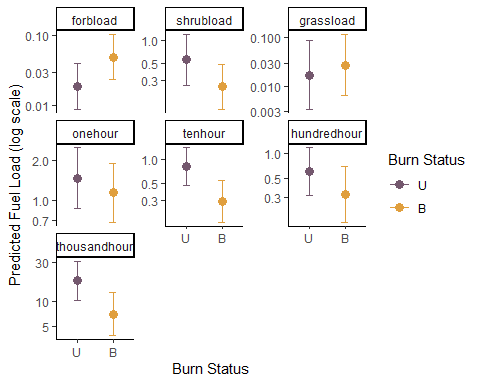 forbload
shrubload
grassload
0.10
0.03
0.01
1.0
0.5
0.3
0.100
0.030
0.010
0.003
onehour
tenhour
hundredhour
2.0
1.0
0.7
1.0
0.5
0.3
1.0
0.5
0.3
thousandhour
30
10
5
U B
U B
U B
Predicted Fuel Load (log scale)
Burn Status
Burn Status
U
B